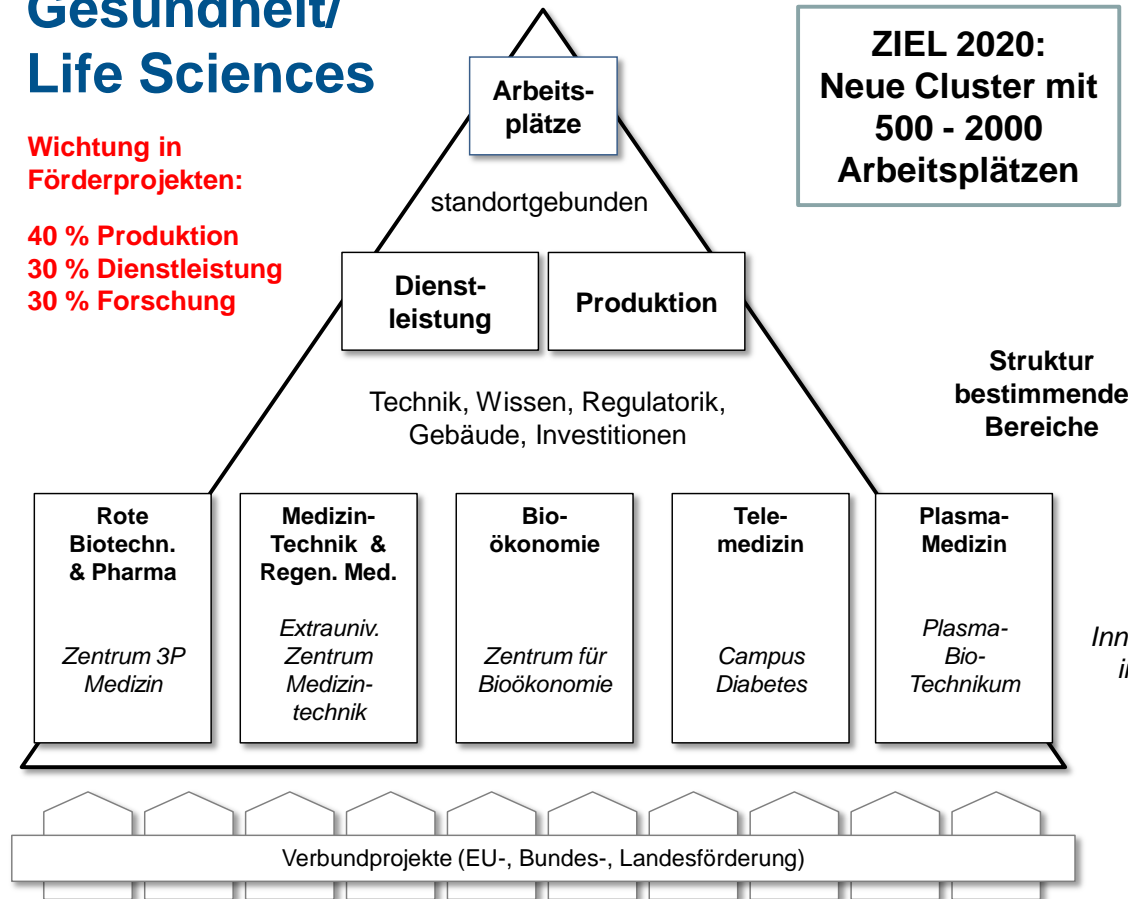 Gesundheit/
Life Sciences
Wichtung in
Förderprojekten:
40 % Produktion
30 % Dienstleistung
30 % Forschung
ZIEL 2020:
Neue Cluster mit
500 - 2000
Arbeitsplätzen
Arbeits-
plätze
standortgebunden
Dienst-
leistung
Produktion
Technik, Wissen, Regulatorik,
Gebäude, Investitionen
Struktur
bestimmende
Bereiche
Rote
Biotechn.
& Pharma
Zentrum 3P
Medizin
Medizin-
Technik &
Regen. Med.
Extrauniv.
Zentrum
Medizin-
technik
Bio-
ökonomie
Zentrum für
Bioökonomie
Tele-
medizin
Campus
Diabetes
Plasma-
Medizin
Plasma-
Bio-
Technikum
Verbundprojekte (EU-, Bundes-, Landesförderung)